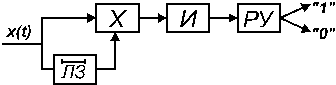 x(t) X И РУ "1"
"0"
ЛЗ